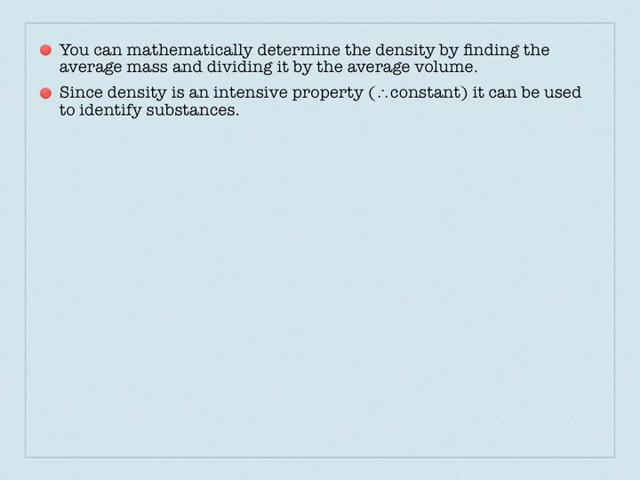 You can mathematically determine the density by finding the
average mass and dividing it by the average volume.
Since density is an intensive property (∴constant) it can be used
to identify substances.